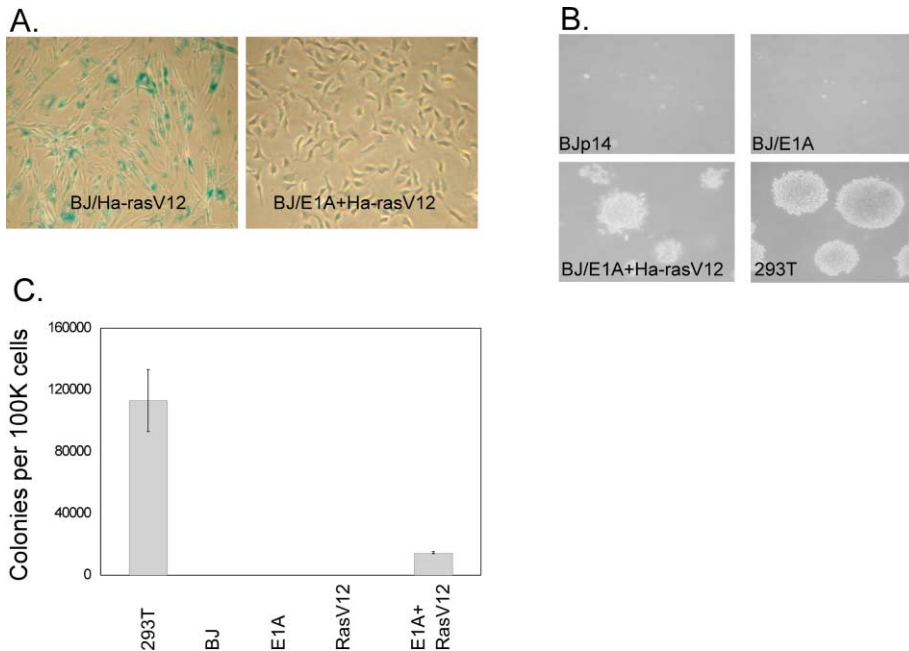 A.
BJ/Ha-rasV12
BJ/E1A+Ha-rasV12
B.
BJp14
BJ/E1A
BJ/E1A+Ha-rasV12
293T
C.
Colonies per 100K cells
160000
120000
80000
40000
0
293T
BJ
E1A
RasV12
E1A+
RasV12